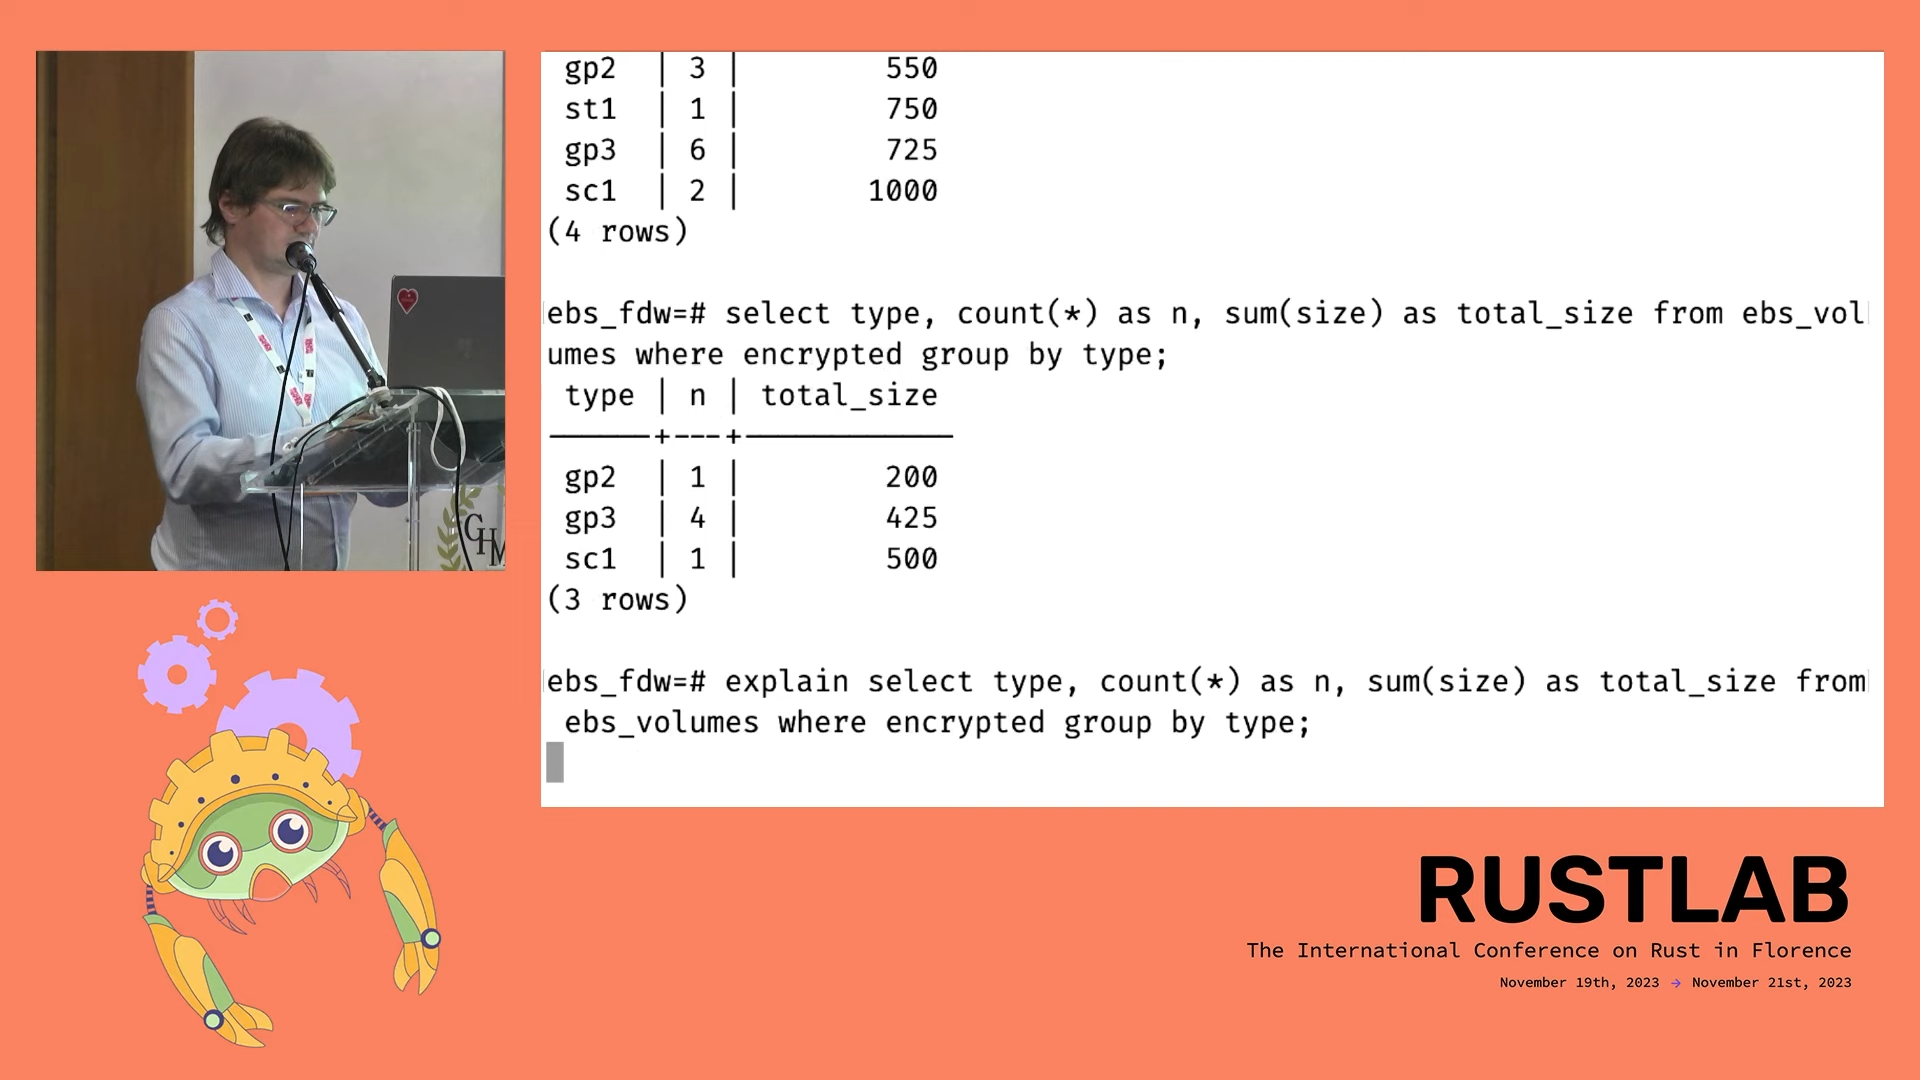 gp2 | 3 | 550
st1 | 1 | 750
gp3 | 6 | 725
sc1 | 2 | 1000
(4 rows)
ebs_fdw=# select type, count(*) as n, sum(size) as total_size from ebs_vol
umes where encrypted group by type;
type | n | total_size
------+---+------------
gp2 | 1 | 200
gp3 | 4 | 425
sc1 | 1 | 500
(3 rows)
ebs_fdw=# explain select type, count(*) as n, sum(size) as total_size from
ebs_volumes where encrypted group by type;
GHM
RUSTLAB
The International Conference on Rust in Florence
November 19th, 2023 → November 21st, 2023